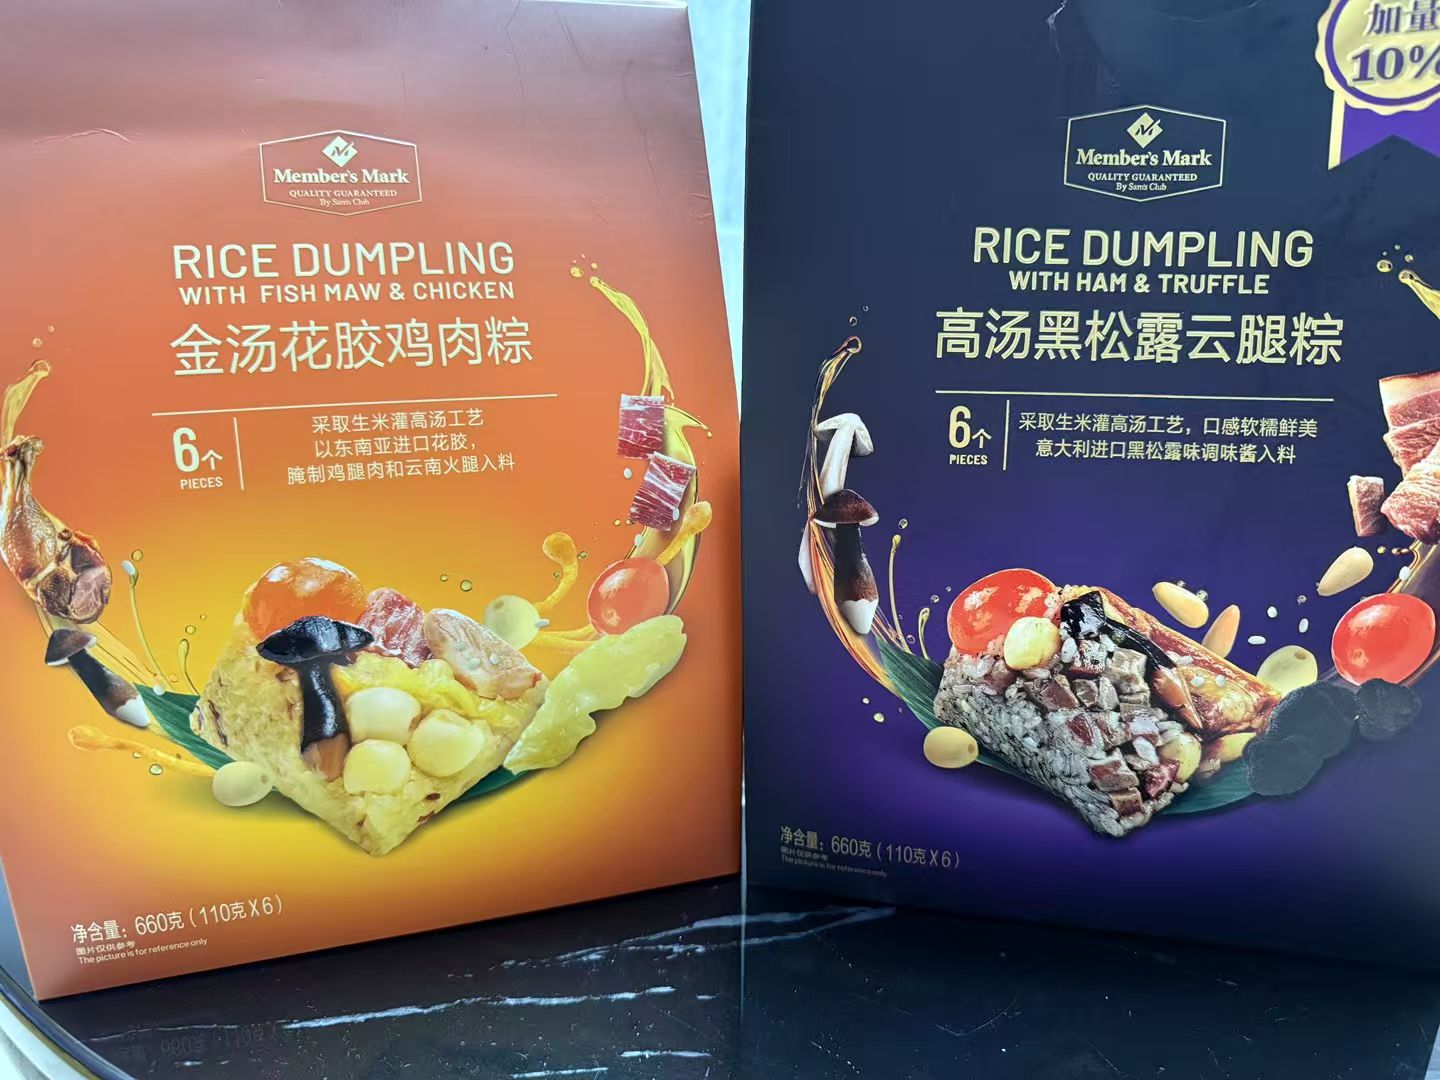 Member's Mark
QUALITY GUARANTEED
By Sam's Club
RICE DUMPLING
WITH FISH MAW & CHICKEN
金汤花胶鸡肉粽
6个
PIECES
采取生米灌高汤工艺
以东南亚进口花胶，
腌制鸡腿肉和云南火腿入料
净含量：660克（110克X6）
图片仅供参考
The picture is for reference only
加量
10%
Member's Mark
QUALITY GUARANTEED
By Sam's Club
RICE DUMPLING
WITH HAM & TRUFFLE
高汤黑松露云腿粽
6个
PIECES
采取生米灌高汤工艺，口感软糯鲜美
意大利进口黑松露味调味酱入料
净含量：660克（110克X6）
图片仅供参考
The picture is for reference only